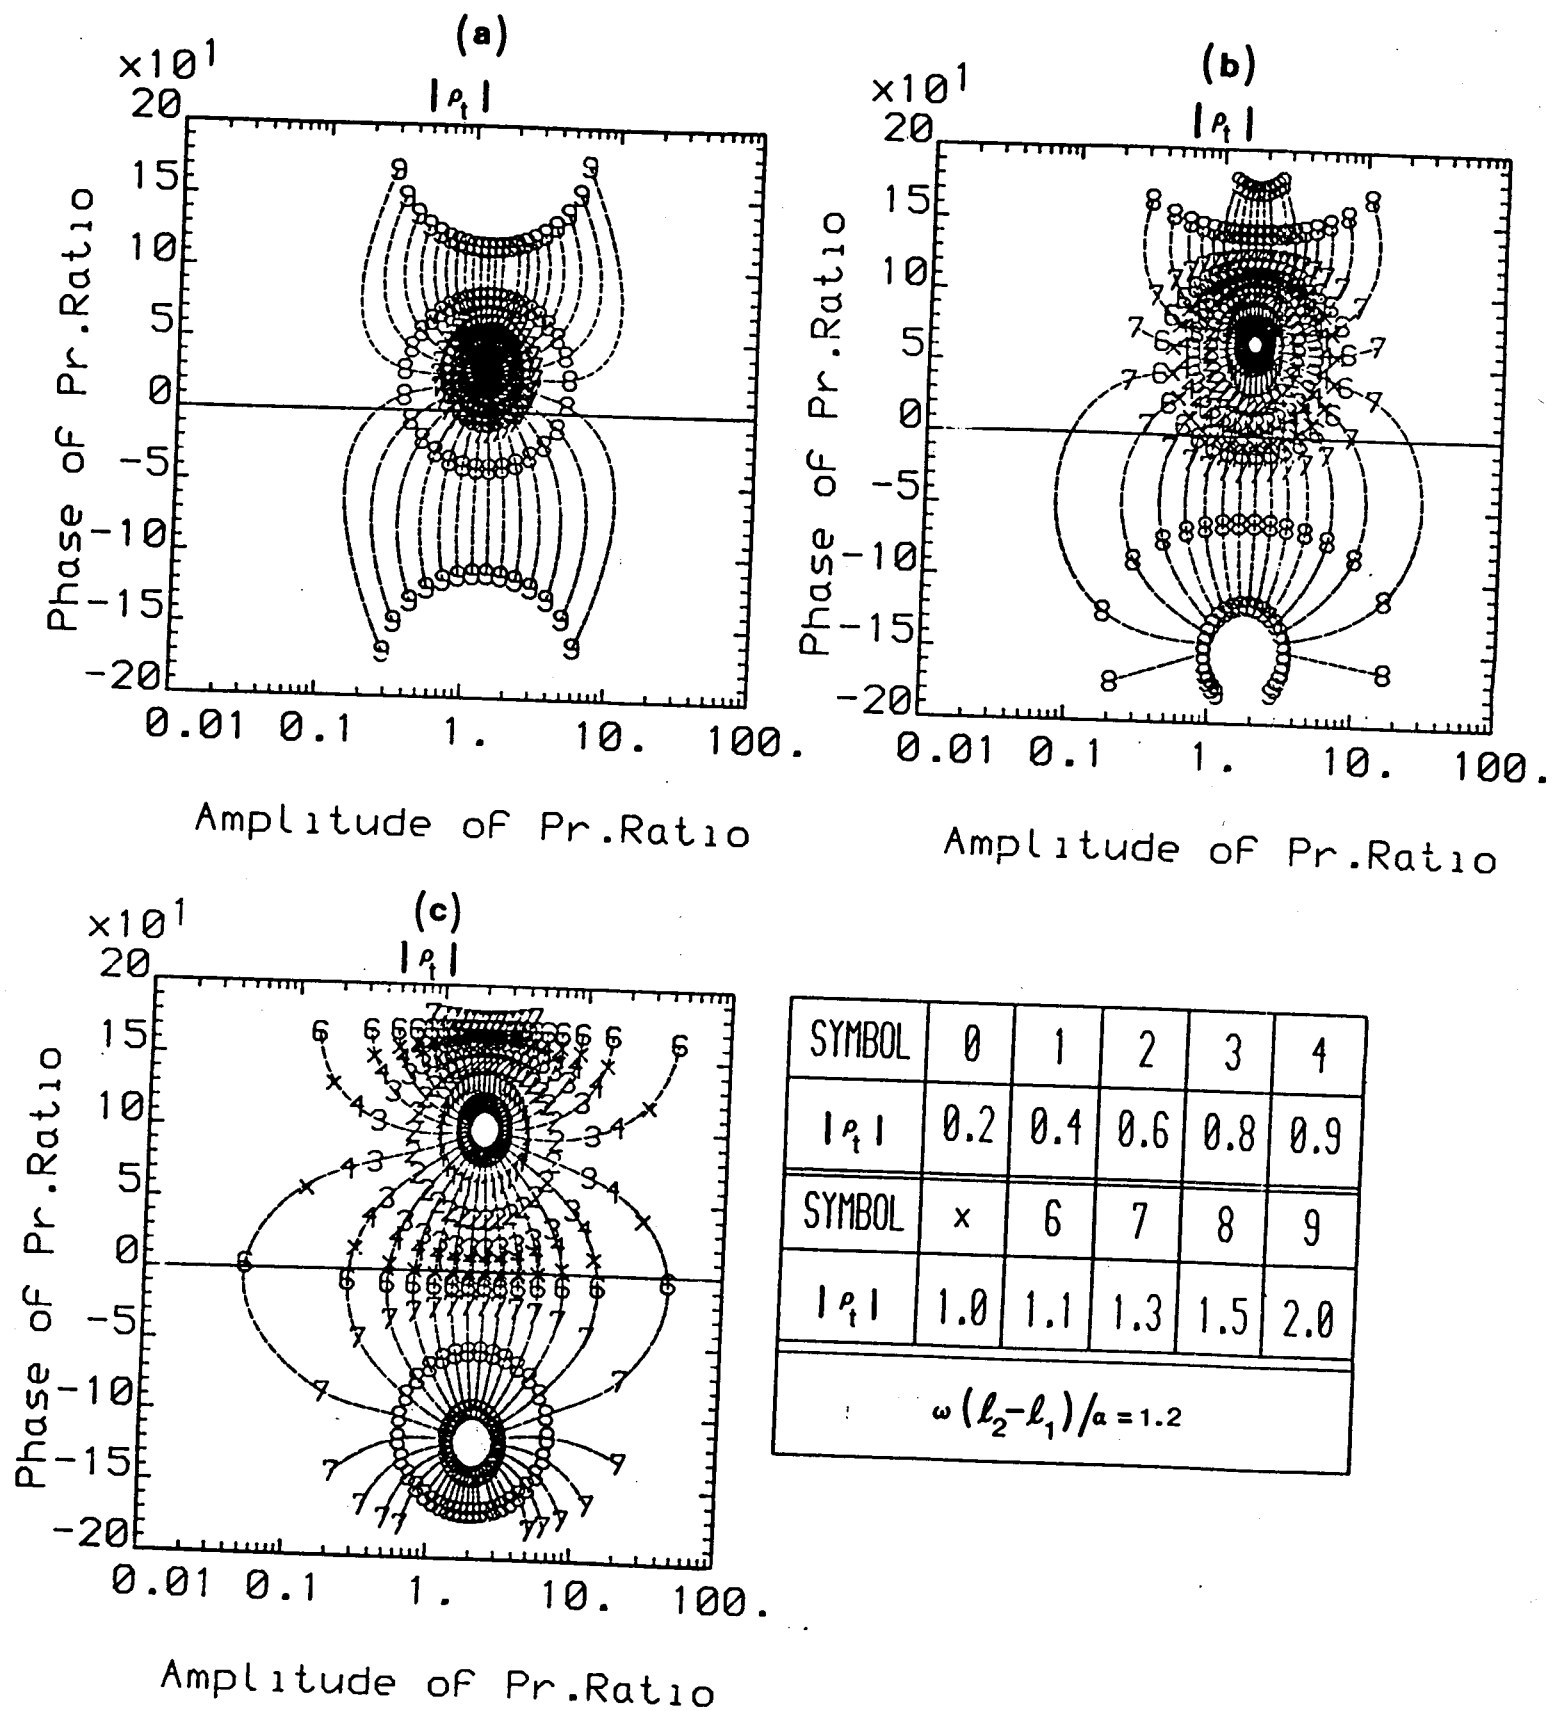 (a)
×10¹
|ρt|
20
15
10
5
0
-5
-10
-15
-20
Phase of Pr.Ratio
0.01 0.1 1. 10. 100.
Amplitude of Pr.Ratio
(b)
×10¹
|ρt|
20
15
10
5
0
-5
-10
-15
-20
Phase of Pr.Ratio
0.01 0.1 1. 10. 100.
Amplitude of Pr.Ratio
(c)
×10¹
|ρt|
20
15
10
5
0
-5
-10
-15
-20
Phase of Pr.Ratio
0.01 0.1 1. 10. 100.
Amplitude of Pr.Ratio
SYMBOL 0 1 2 3 4
|ρt| 0.2 0.4 0.6 0.8 0.9
SYMBOL × 6 7 8 9
|ρt| 1.0 1.1 1.3 1.5 2.0
ω(ℓ₂-ℓ₁)/a = 1.2